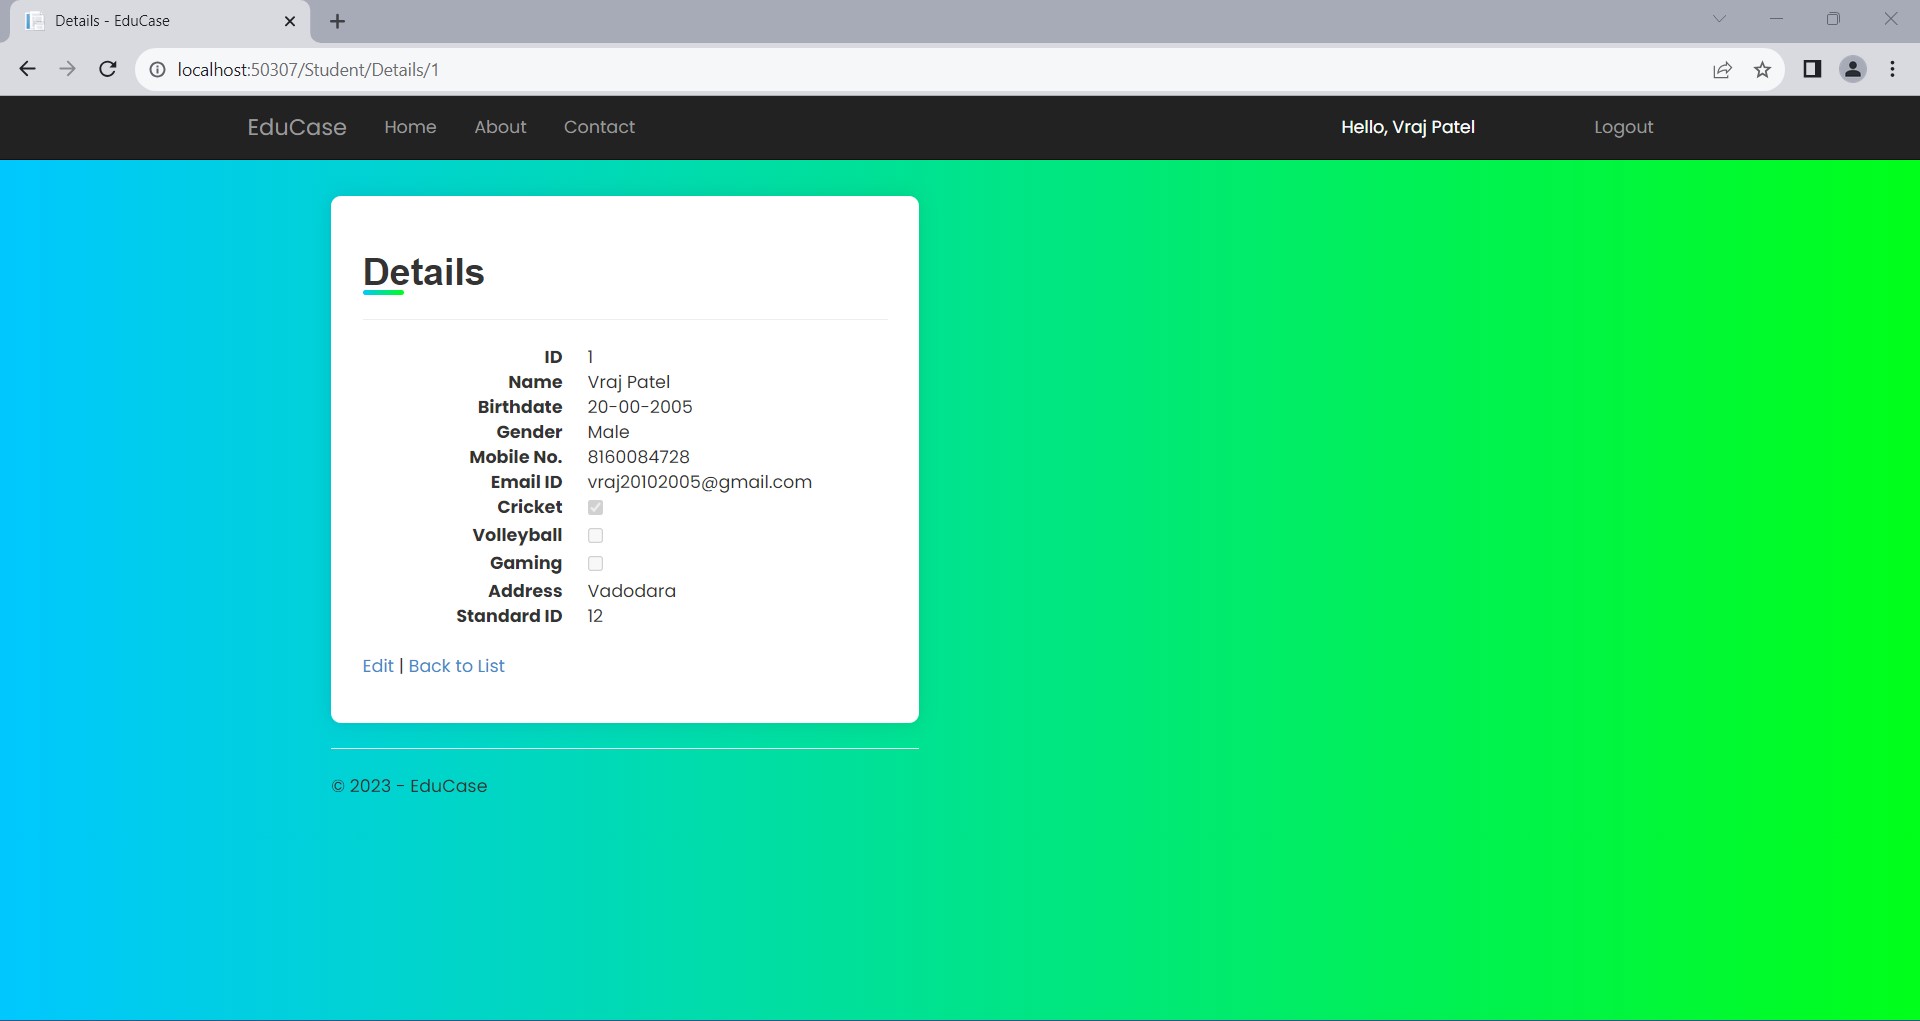 Details - EduCase
localhost:50307/Student/Details/1
EduCase Home About Contact Hello, Vraj Patel Logout
Details
ID 1
Name Vraj Patel
Birthdate 20-00-2005
Gender Male
Mobile No. 8160084728
Email ID vraj20102005@gmail.com
Cricket
Volleyball
Gaming
Address Vadodara
Standard ID 12
Edit | Back to List
© 2023 - EduCase